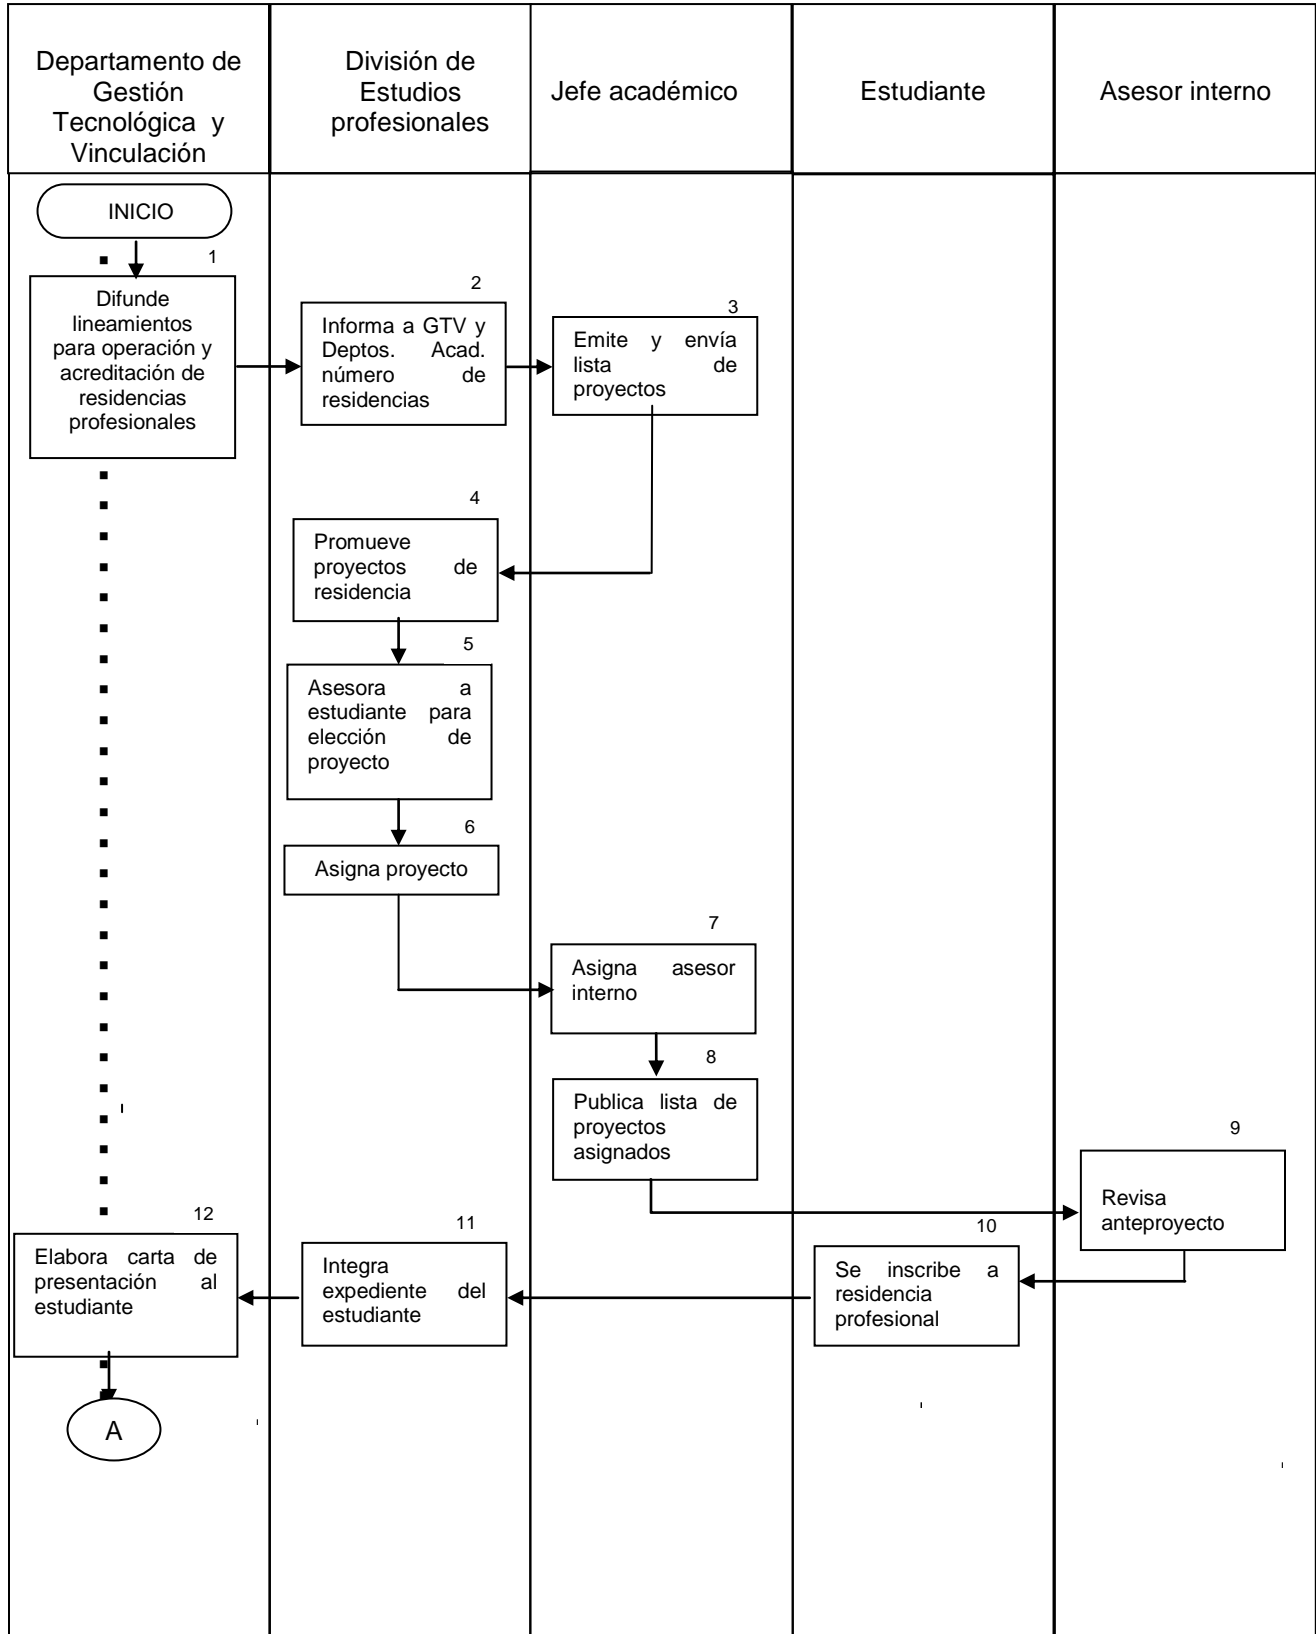 Departamento de
Gestión
Tecnológica y
Vinculación
División de
Estudios
profesionales
Jefe académico
Estudiante
Asesor interno
INICIO
1
Difunde
lineamientos
para operación y
acreditación de
residencias
profesionales
2
Informa a GTV y
Deptos. Acad.
número de
residencias
3
Emite y envía
lista de
proyectos
4
Promueve
proyectos de
residencia
5
Asesora a
estudiante para
elección de
proyecto
6
Asigna proyecto
7
Asigna asesor
interno
8
Publica lista de
proyectos
asignados
9
Revisa
anteproyecto
10
Se inscribe a
residencia
profesional
11
Integra
expediente del
estudiante
12
Elabora carta de
presentación al
estudiante
A